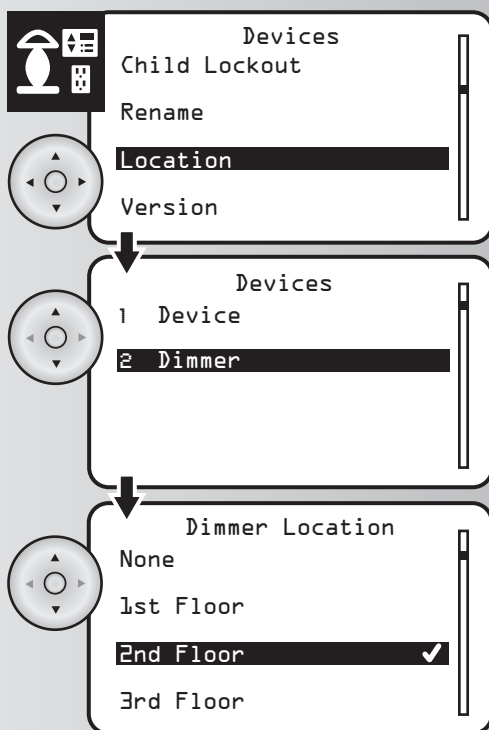 Devices
Child Lockout
Rename
Location
Version
Devices
1 Device
2 Dimmer
Dimmer Location
None
1st Floor
2nd Floor
3rd Floor